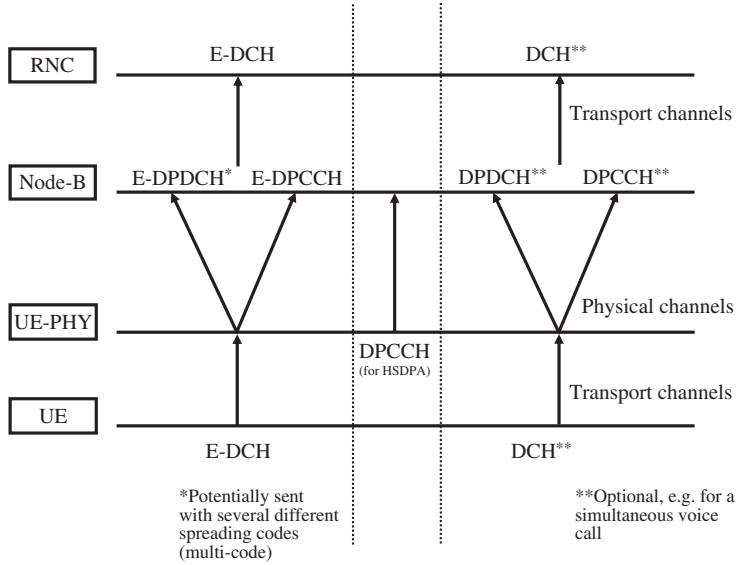 RNC
E-DCH
DCH**
Transport channels
Node-B
E-DPDCH*
E-DPCCH
DPDCH**
DPCCH**
Physical channels
UE-PHY
DPCCH
(for HSDPA)
Transport channels
UE
E-DCH
DCH**
*Potentially sent
with several different
spreading codes
(multi-code)
**Optional, e.g. for a
simultaneous voice
call